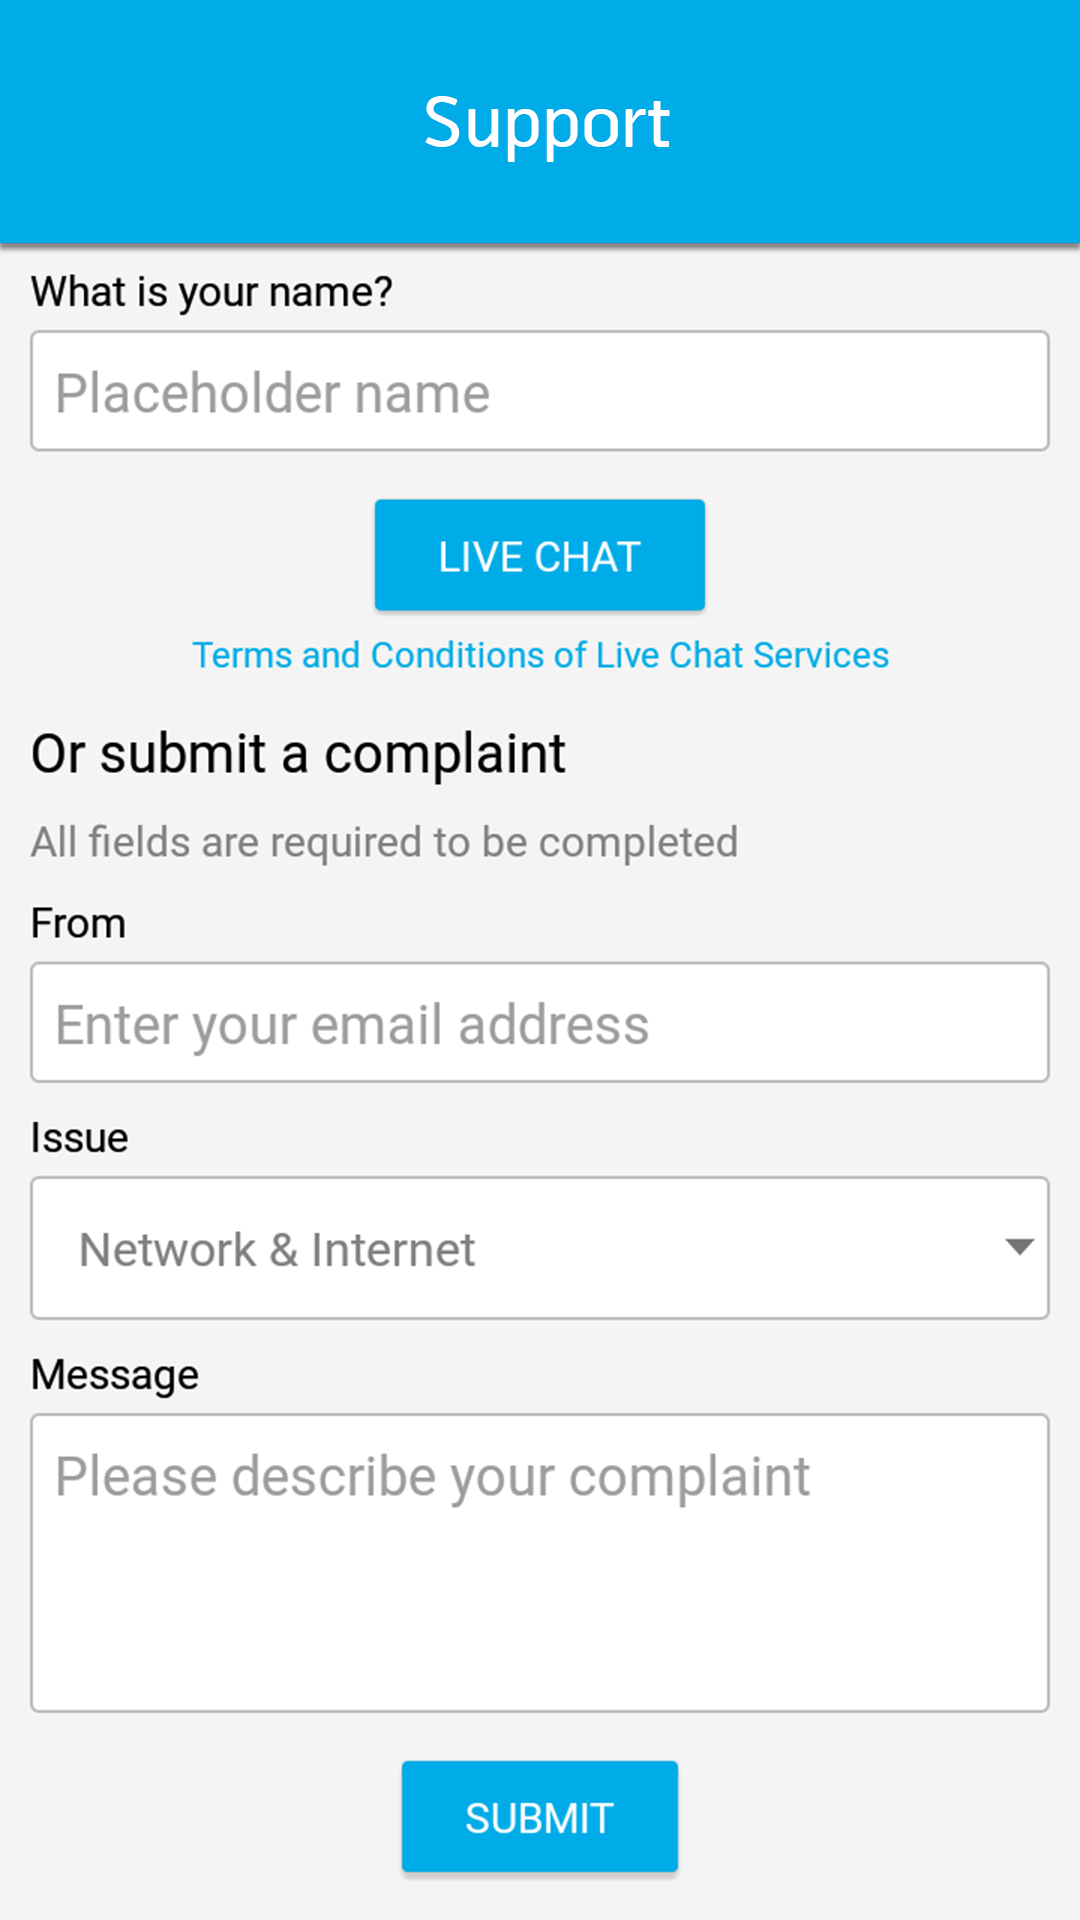 Support
What is your name?
Placeholder name
LIVE CHAT
Terms and Conditions of Live Chat Services
Or submit a complaint
All fields are required to be completed
From
Enter your email address
Issue
Network & Internet
Message
Please describe your complaint
SUBMIT